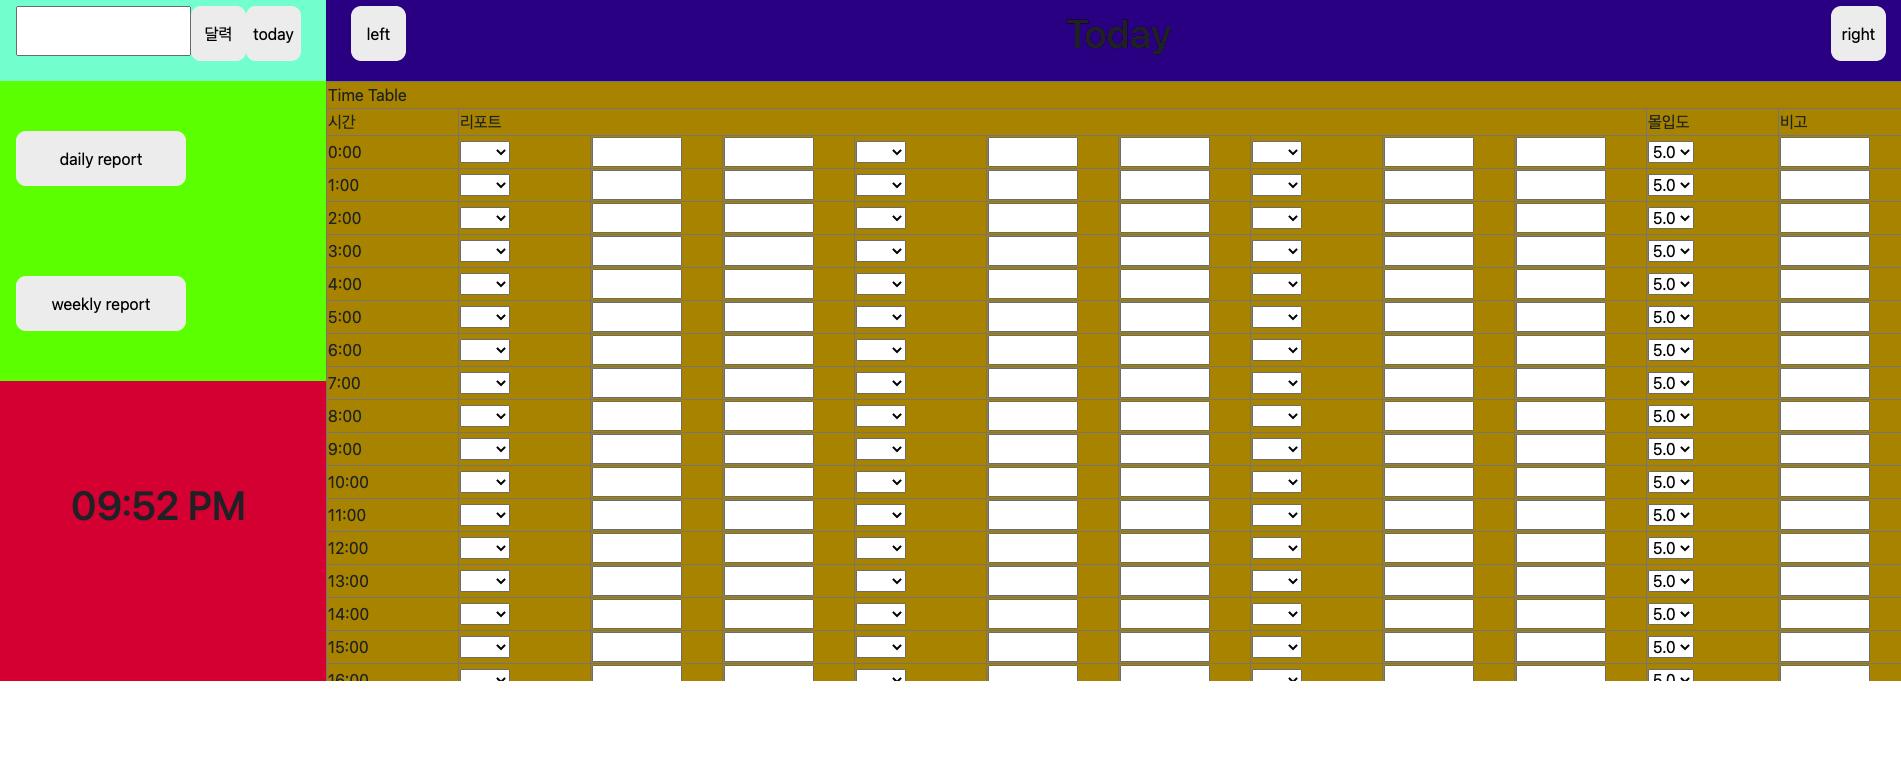 달력 today left Today right
daily report
weekly report
09:52 PM
Time Table
시간 리포트 몰입도 비고
0:00 5.0
1:00 5.0
2:00 5.0
3:00 5.0
4:00 5.0
5:00 5.0
6:00 5.0
7:00 5.0
8:00 5.0
9:00 5.0
10:00 5.0
11:00 5.0
12:00 5.0
13:00 5.0
14:00 5.0
15:00 5.0
16:00 5.0